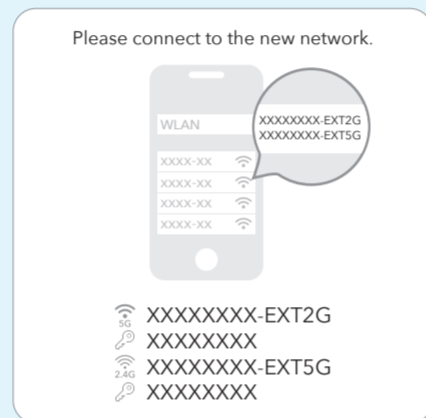 Please connect to the new network.
WLAN
XXXXXXXX-EXT2G
XXXXXXXX-EXT5G
XXXX-XX
XXXX-XX
XXXX-XX
XXXX-XX
5G XXXXXXXX-EXT2G
XXXXXXXX
2.4G XXXXXXXX-EXT5G
XXXXXXXX